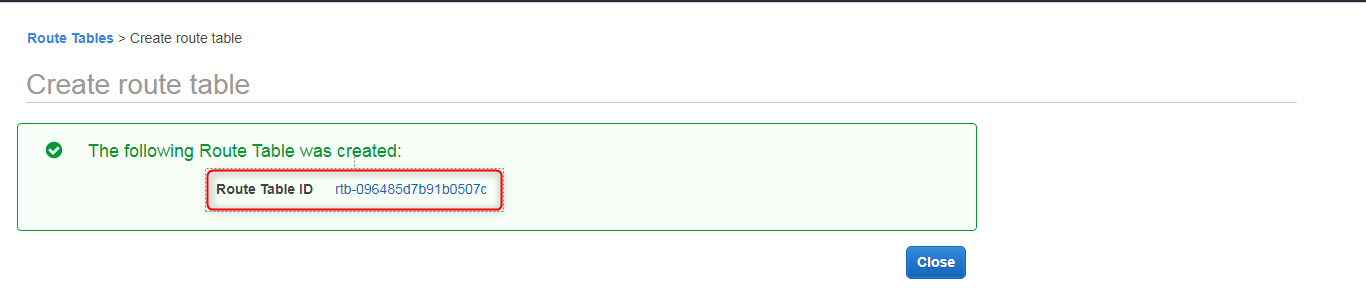 Route Tables > Create route table
Create route table
The following Route Table was created:
Route Table ID rtb-096485d7b91b0507c
Close